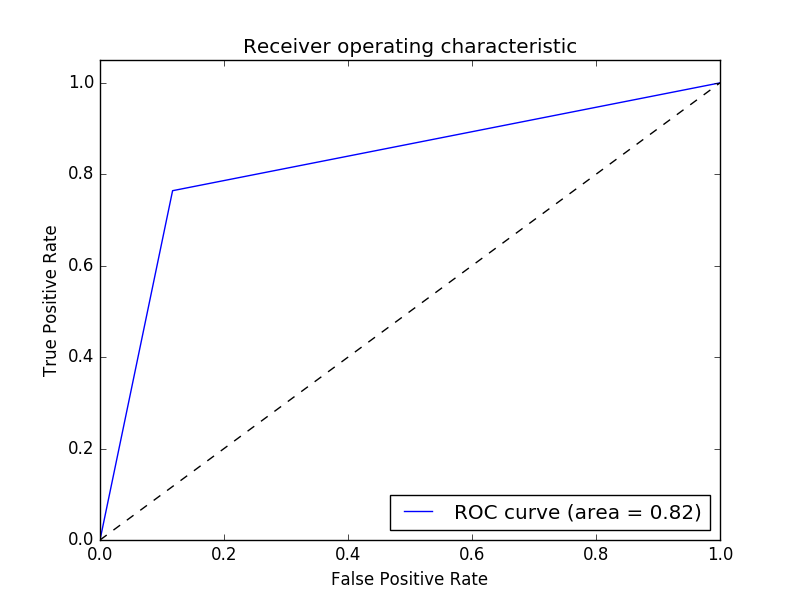 Receiver operating characteristic
1.0
0.8
0.6
0.4
0.2
0.0
True Positive Rate
ROC curve (area = 0.82)
0.0 0.2 0.4 0.6 0.8 1.0
False Positive Rate